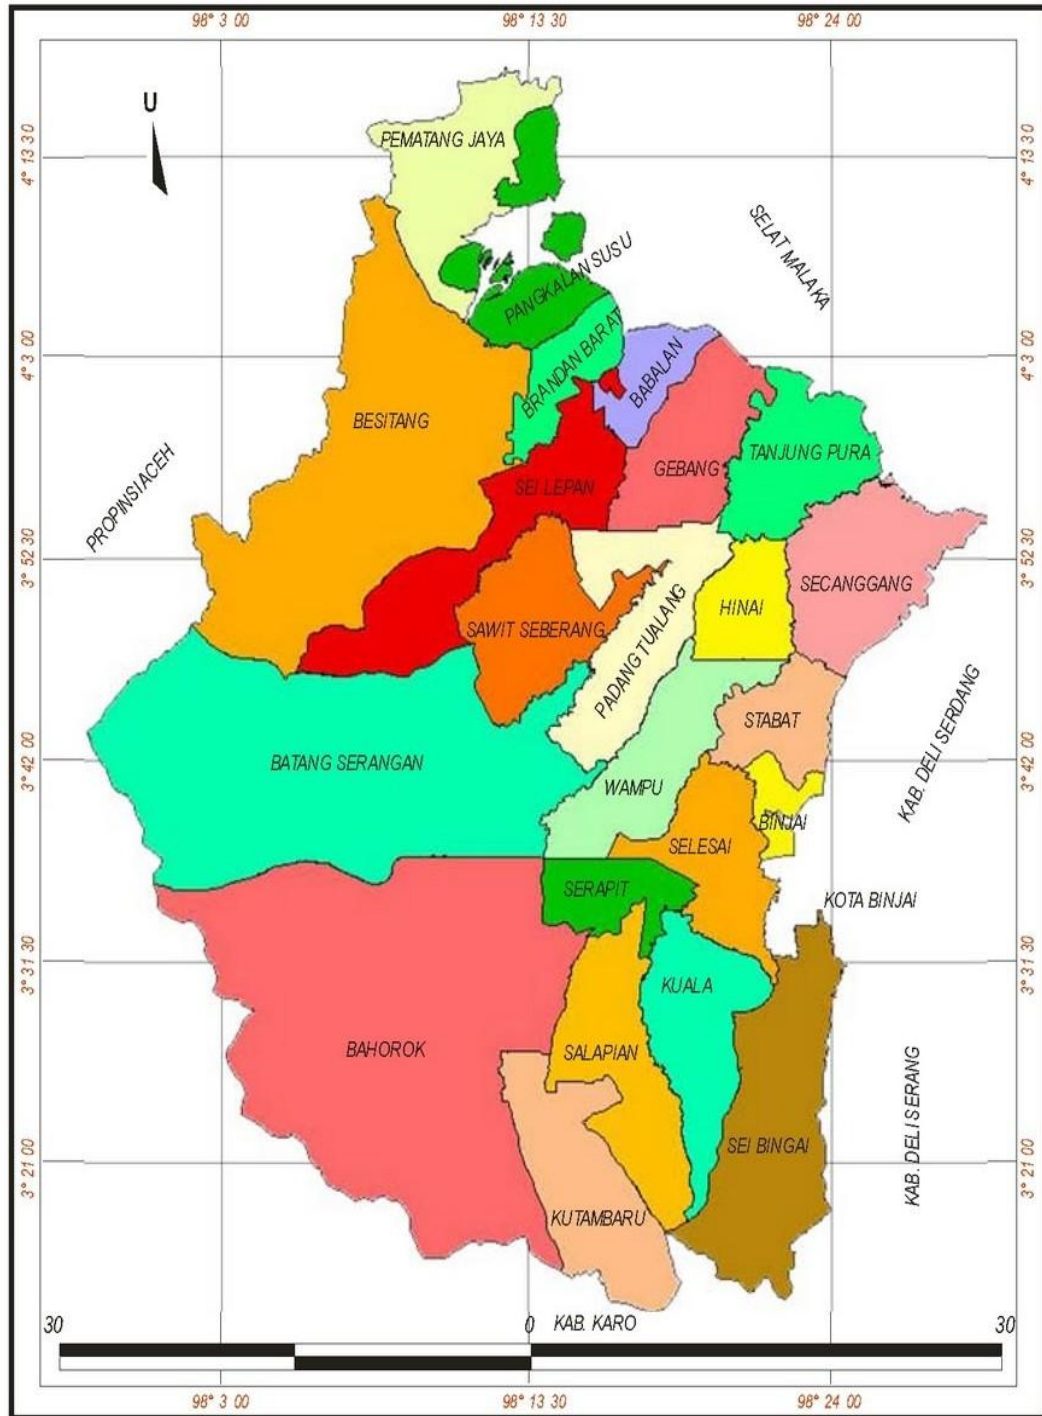 98° 3 00
98° 13 30
98° 24 00
U
PEMATANG JAYA
4° 13 30
4° 13 30
SELAT MALAKA
PANGKALAN SUSU
BRANDAN BARAT
BABALAN
4° 3 00
4° 3 00
BESITANG
TANJUNG PURA
GEBANG
SEI LEPAN
PROPINSI ACEH
3° 52 30
3° 52 30
SECANGGANG
HINAI
SAWIT SEBERANG
PADANG TUALANG
STABAT
KAB. DELI SERDANG
3° 42 00
3° 42 00
BATANG SERANGAN
WAMPU
BINJAI
SELESAI
SERAPIT
KOTA BINJAI
3° 31 30
3° 31 30
KUALA
BAHOROK
SALAPIAN
KAB. DELI SERANG
SEI BINGAI
3° 21 00
3° 21 00
KUTAMBARU
30
0
KAB. KARO
30
98° 3 00
98° 13 30
98° 24 00